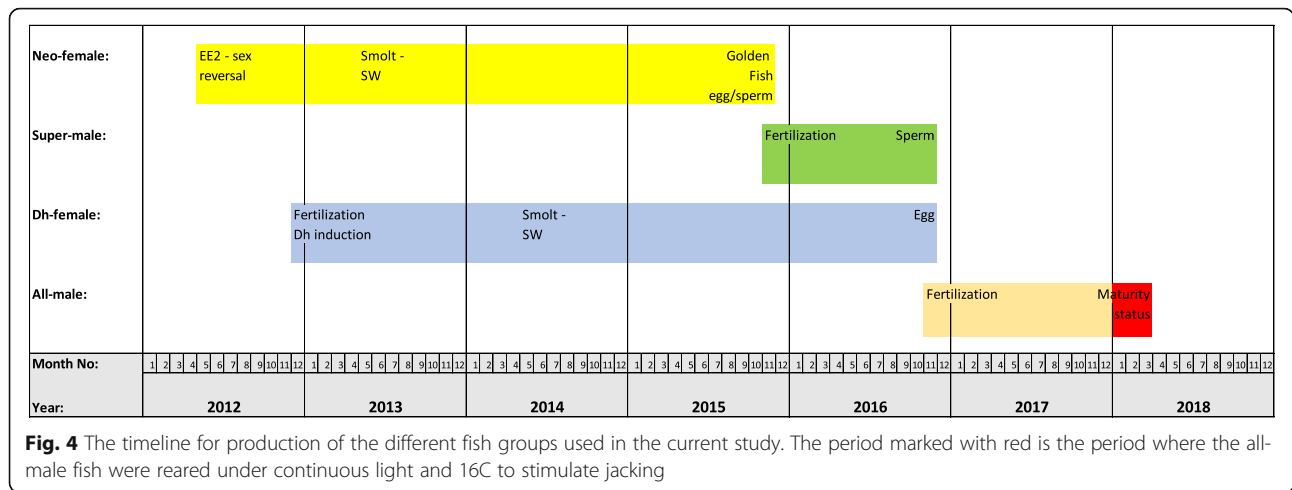 Neo-female:
EE2 - sex
reversal
Smolt -
SW
Golden
Fish
egg/sperm
Super-male:
Fertilization
Sperm
Dh-female:
Fertilization
Dh induction
Smolt -
SW
Egg
All-male:
Fertilization
Maturity
status
Month No: 1 2 3 4 5 6 7 8 9 10 11 12 1 2 3 4 5 6 7 8 9 10 11 12 1 2 3 4 5 6 7 8 9 10 11 12 1 2 3 4 5 6 7 8 9 10 11 12 1 2 3 4 5 6 7 8 9 10 11 12 1 2 3 4 5 6 7 8 9 10 11 12 1 2 3 4 5 6 7 8 9 10 11 12
Year: 2012 2013 2014 2015 2016 2017 2018
Fig. 4 The timeline for production of the different fish groups used in the current study. The period marked with red is the period where the all-
male fish were reared under continuous light and 16C to stimulate jacking